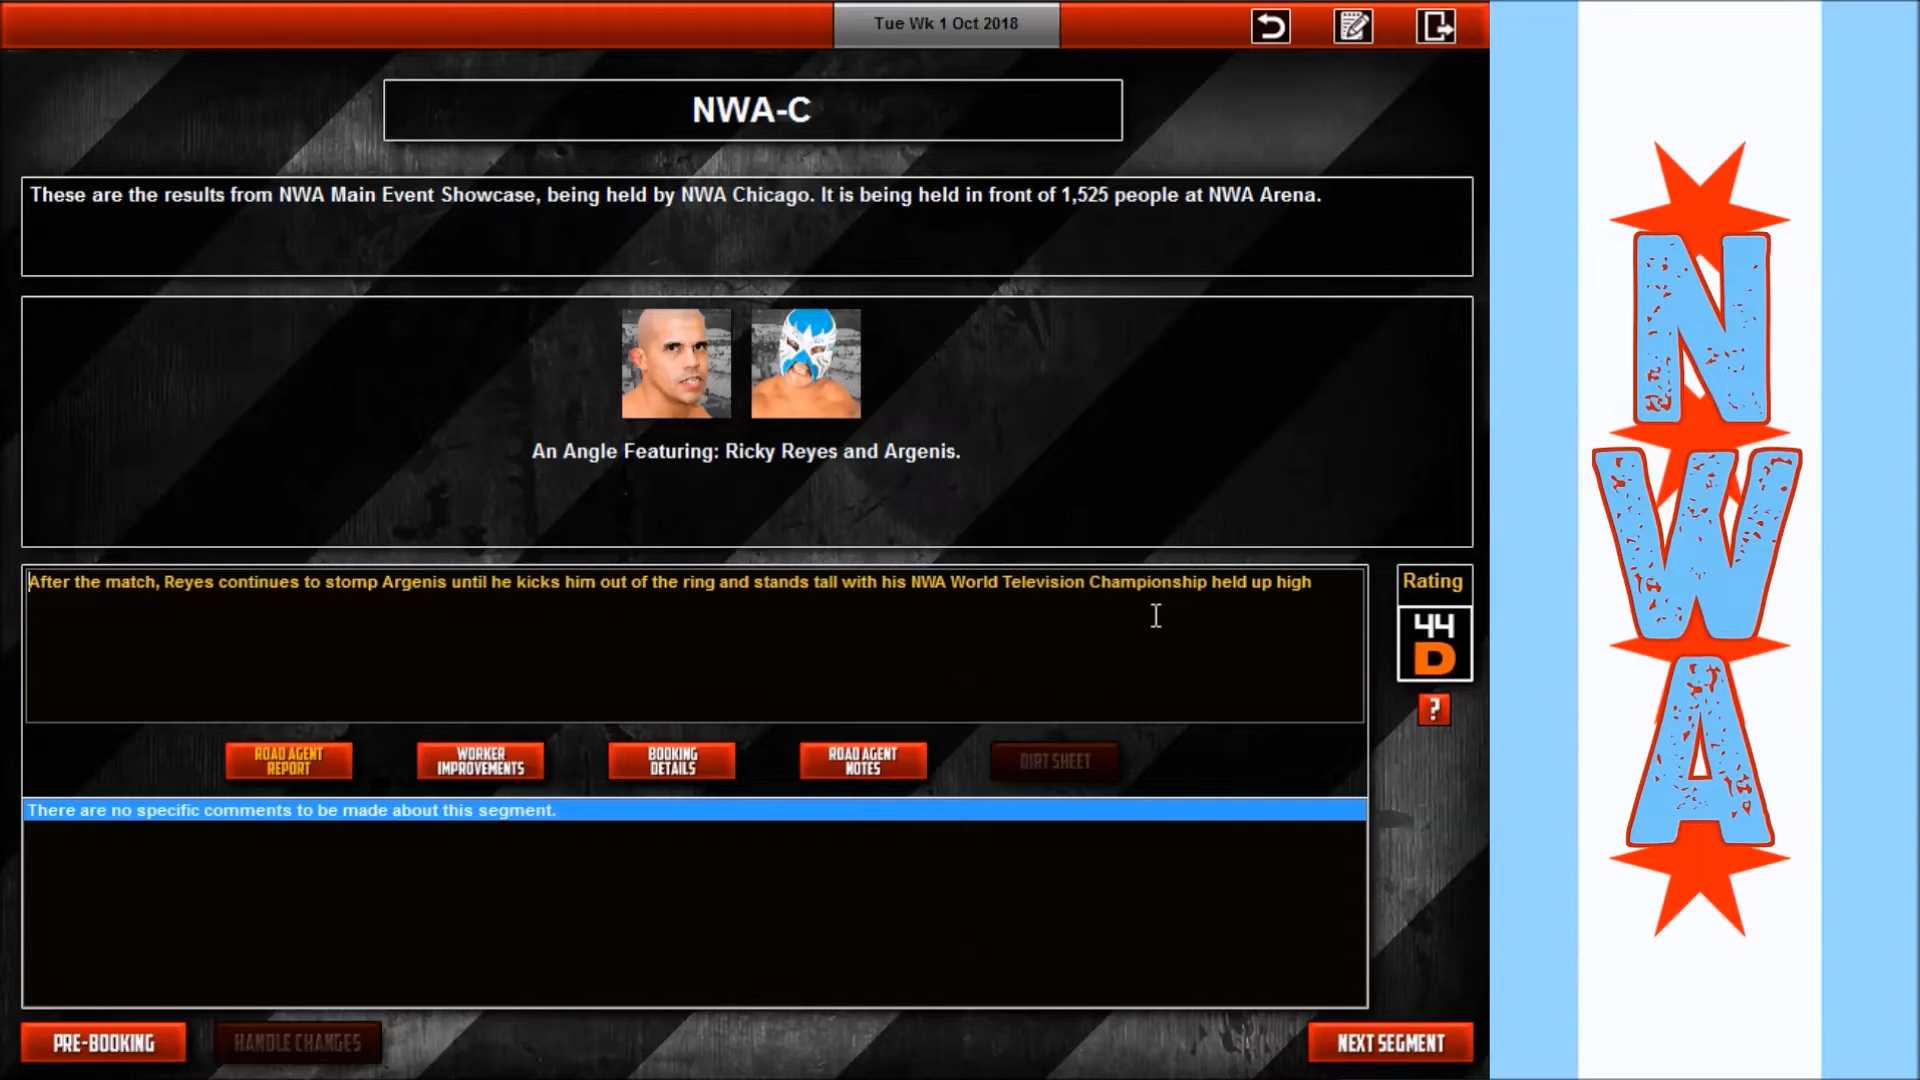 Tue Wk 1 Oct 2018
NWA-C
These are the results from NWA Main Event Showcase, being held by NWA Chicago. It is being held in front of 1,525 people at NWA Arena.
An Angle Featuring: Ricky Reyes and Argenis.
After the match, Reyes continues to stomp Argenis until he kicks him out of the ring and stands tall with his NWA World Television Championship held up high
Rating
44
D
?
ROAD AGENT
REPORT
WORKER
IMPROVEMENTS
BOOKING
DETAILS
ROAD AGENT
NOTES
DIRT SHEET
There are no specific comments to be made about this segment.
PRE-BOOKING
HANDLE CHANGES
NEXT SEGMENT
N
W
A